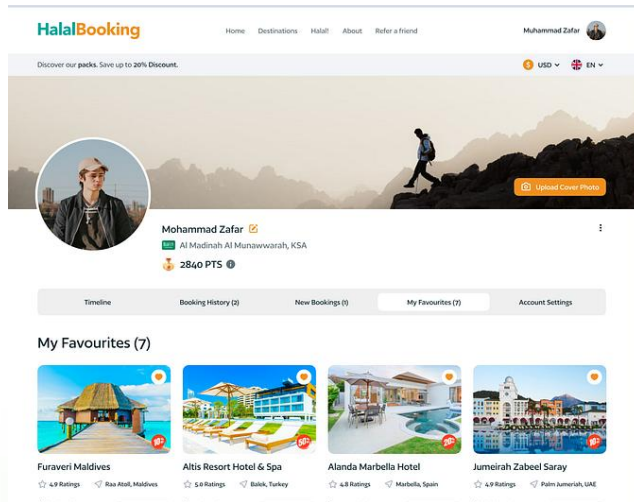 HalalBooking
Home Destinations Halal! About Refer a friend
Muhammad Zafar
Discover our packs. Save up to 20% Discount.
$ USD EN
Upload Cover Photo
Mohammad Zafar
Al Madinah Al Munawwarah, KSA
2840 PTS
Timeline Booking History (2) New Bookings (1) My Favourites (7) Account Settings
My Favourites (7)
Furaveri Maldives
4.9 Ratings Raa Atoll, Maldives
Altis Resort Hotel & Spa
5.0 Ratings Balek, Turkey
Alanda Marbella Hotel
4.8 Ratings Marbella, Spain
Jumeirah Zabeel Saray
4.9 Ratings Palm Jumeriah, UAE